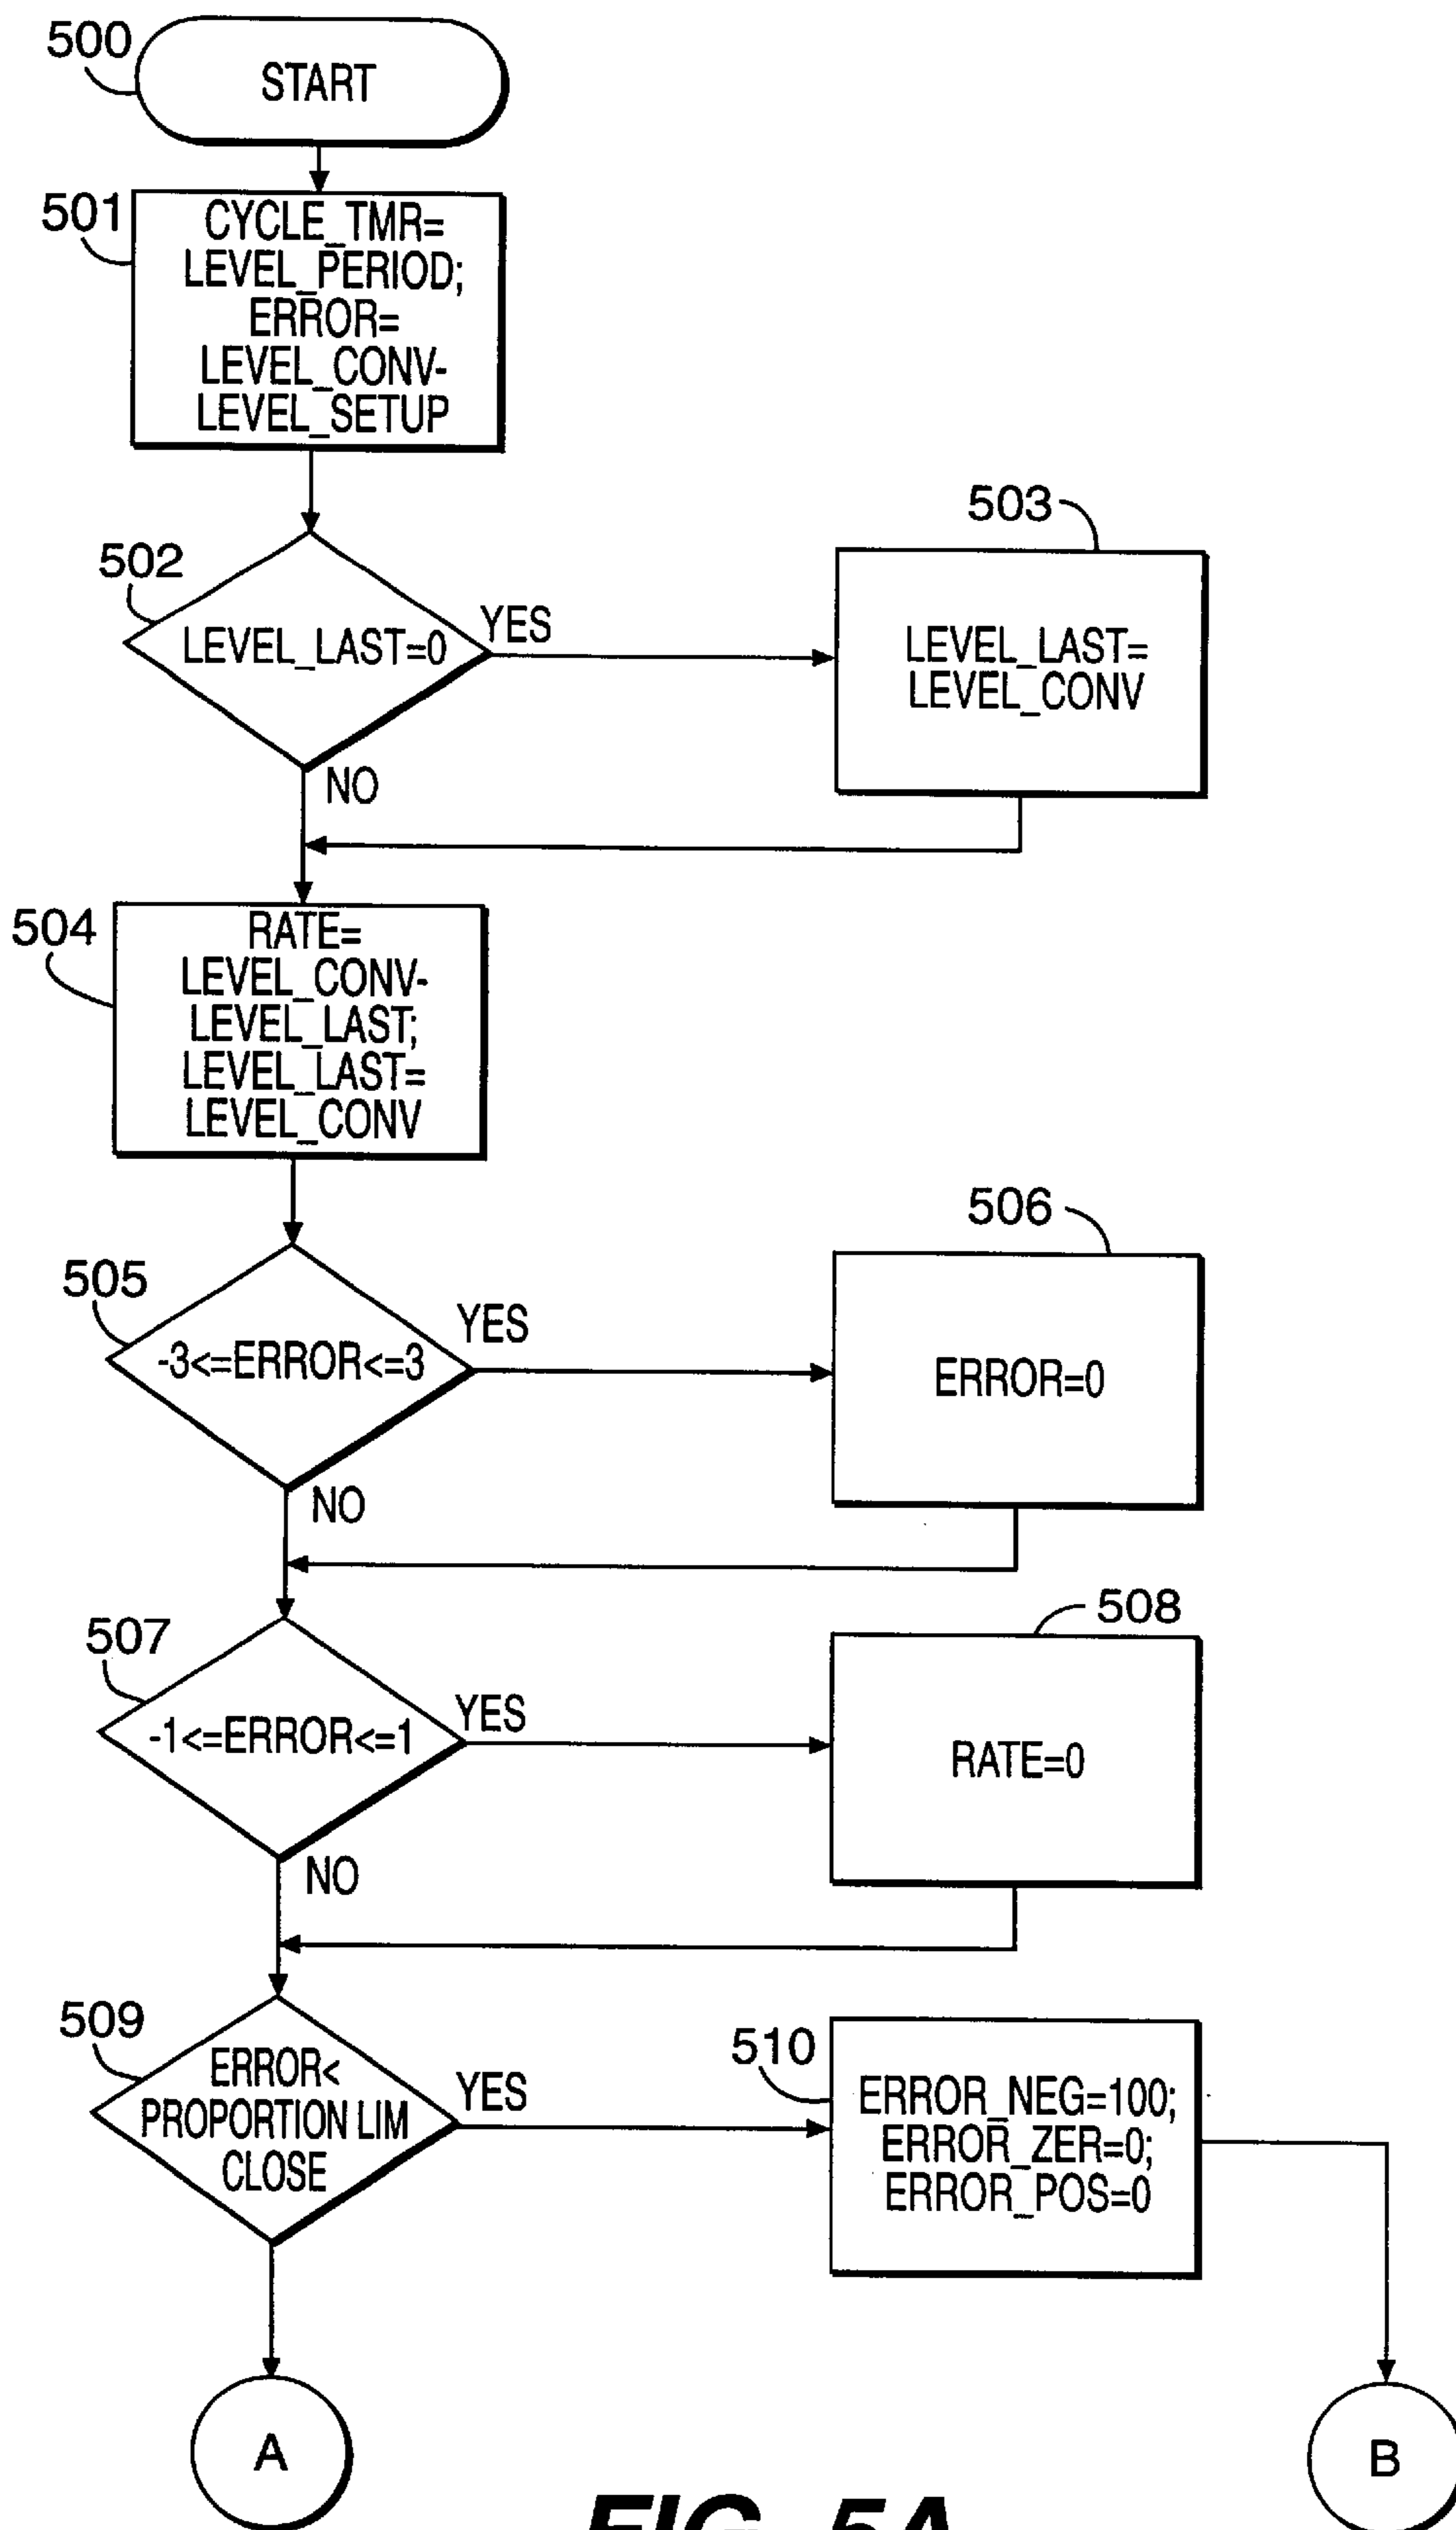 500
START
501
CYCLE_TMR=
LEVEL_PERIOD;
ERROR=
LEVEL_CONV-
LEVEL_SETUP
502
LEVEL_LAST=0
YES
NO
503
LEVEL_LAST=
LEVEL_CONV
504
RATE=
LEVEL_CONV-
LEVEL_LAST;
LEVEL_LAST=
LEVEL_CONV
505
-3<=ERROR<=3
YES
NO
506
ERROR=0
507
-1<=ERROR<=1
YES
NO
508
RATE=0
509
ERROR<
PROPORTION LIM
CLOSE
YES
510
ERROR_NEG=100;
ERROR_ZER=0;
ERROR_POS=0
A
B
FIG. 5A